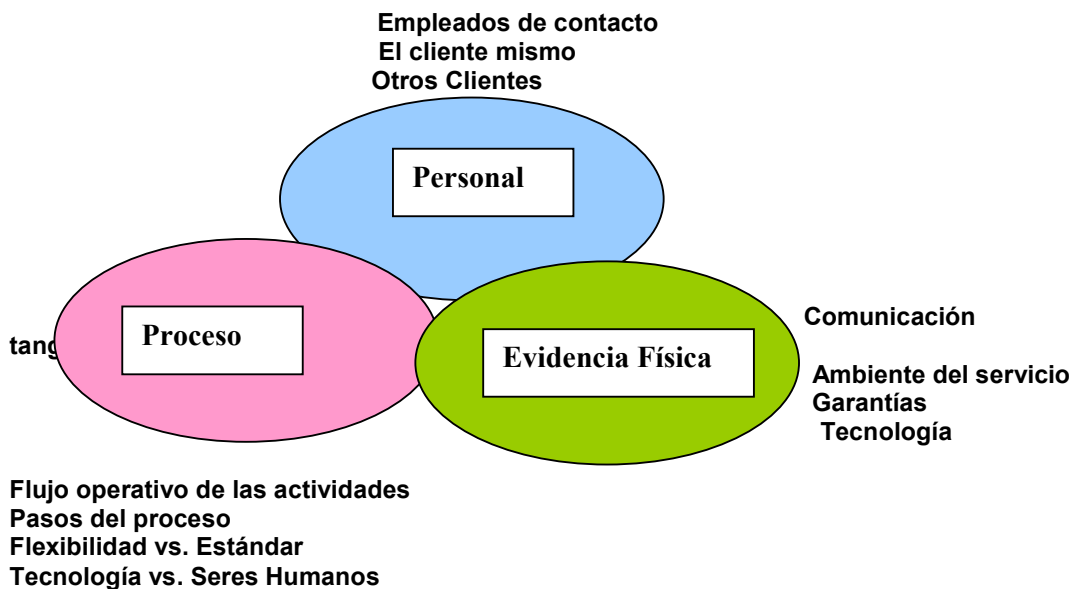 Empleados de contacto
El cliente mismo
Otros Clientes
Personal
Proceso
Evidencia Física
Comunicación
Ambiente del servicio
Garantías
Tecnología
Flujo operativo de las actividades
Pasos del proceso
Flexibilidad vs. Estándar
Tecnología vs. Seres Humanos